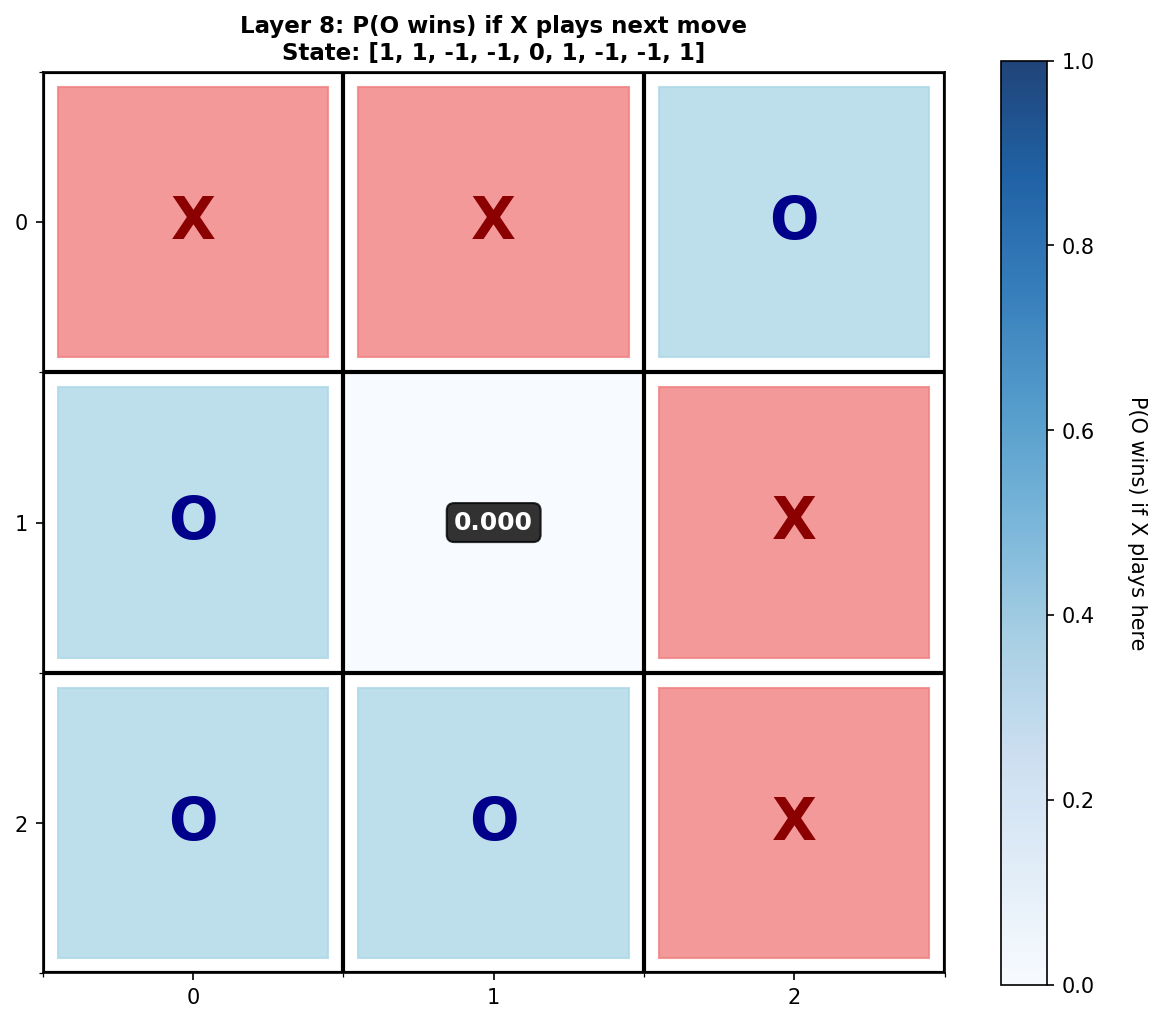 Layer 8: P(O wins) if X plays next move
State: [1, 1, -1, -1, 0, 1, -1, -1, 1]
X X O
O 0.000 X
O O X
0
1
2
0 1 2
1.0
0.8
0.6
0.4
0.2
0.0
P(O wins) if X plays here